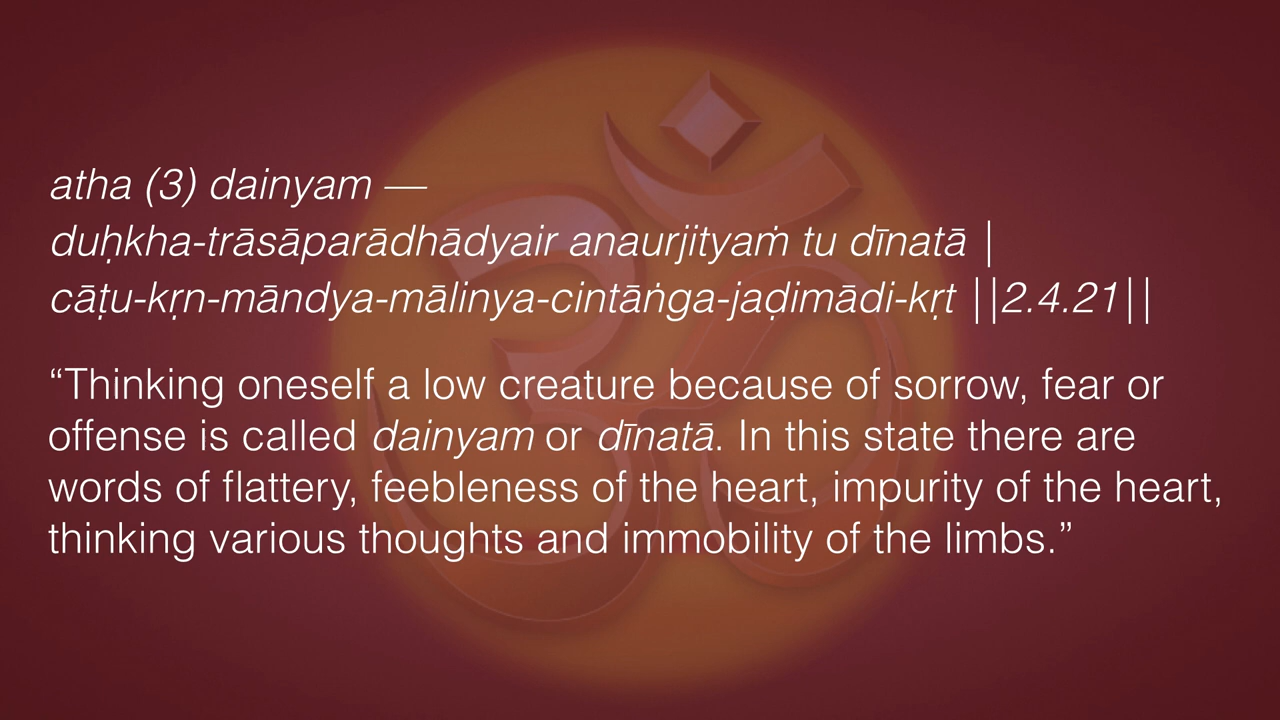 atha (3) dainyam —
duḥkha-trāsāparādhādyair anaurjityaṁ tu dīnatā |
cāṭu-kṛn-māndya-mālinya-cintāṅga-jaḍimādi-kṛt ||2.4.21||
“Thinking oneself a low creature because of sorrow, fear or
offense is called dainyam or dīnatā. In this state there are
words of flattery, feebleness of the heart, impurity of the heart,
thinking various thoughts and immobility of the limbs.”